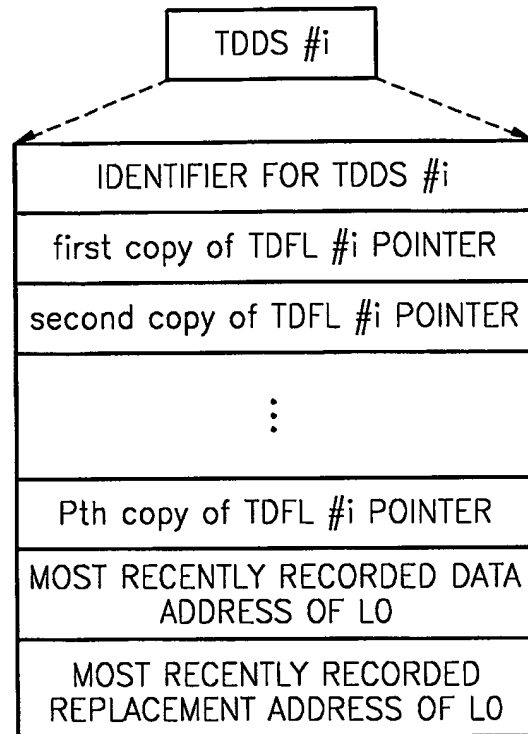 TDDS #i
IDENTIFIER FOR TDDS #i
first copy of TDFL #i POINTER
second copy of TDFL #i POINTER
⋮
Pth copy of TDFL #i POINTER
MOST RECENTLY RECORDED DATA
ADDRESS OF L0
MOST RECENTLY RECORDED
REPLACEMENT ADDRESS OF L0